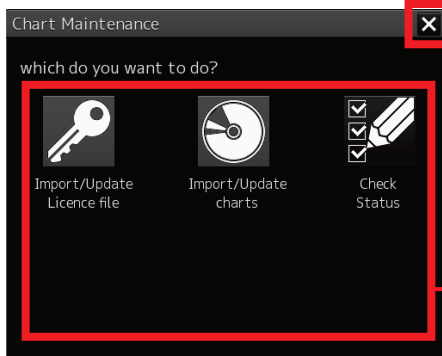 Chart Maintenance
which do you want to do?
Import/Update
Licence file
Import/Update
charts
Check
Status